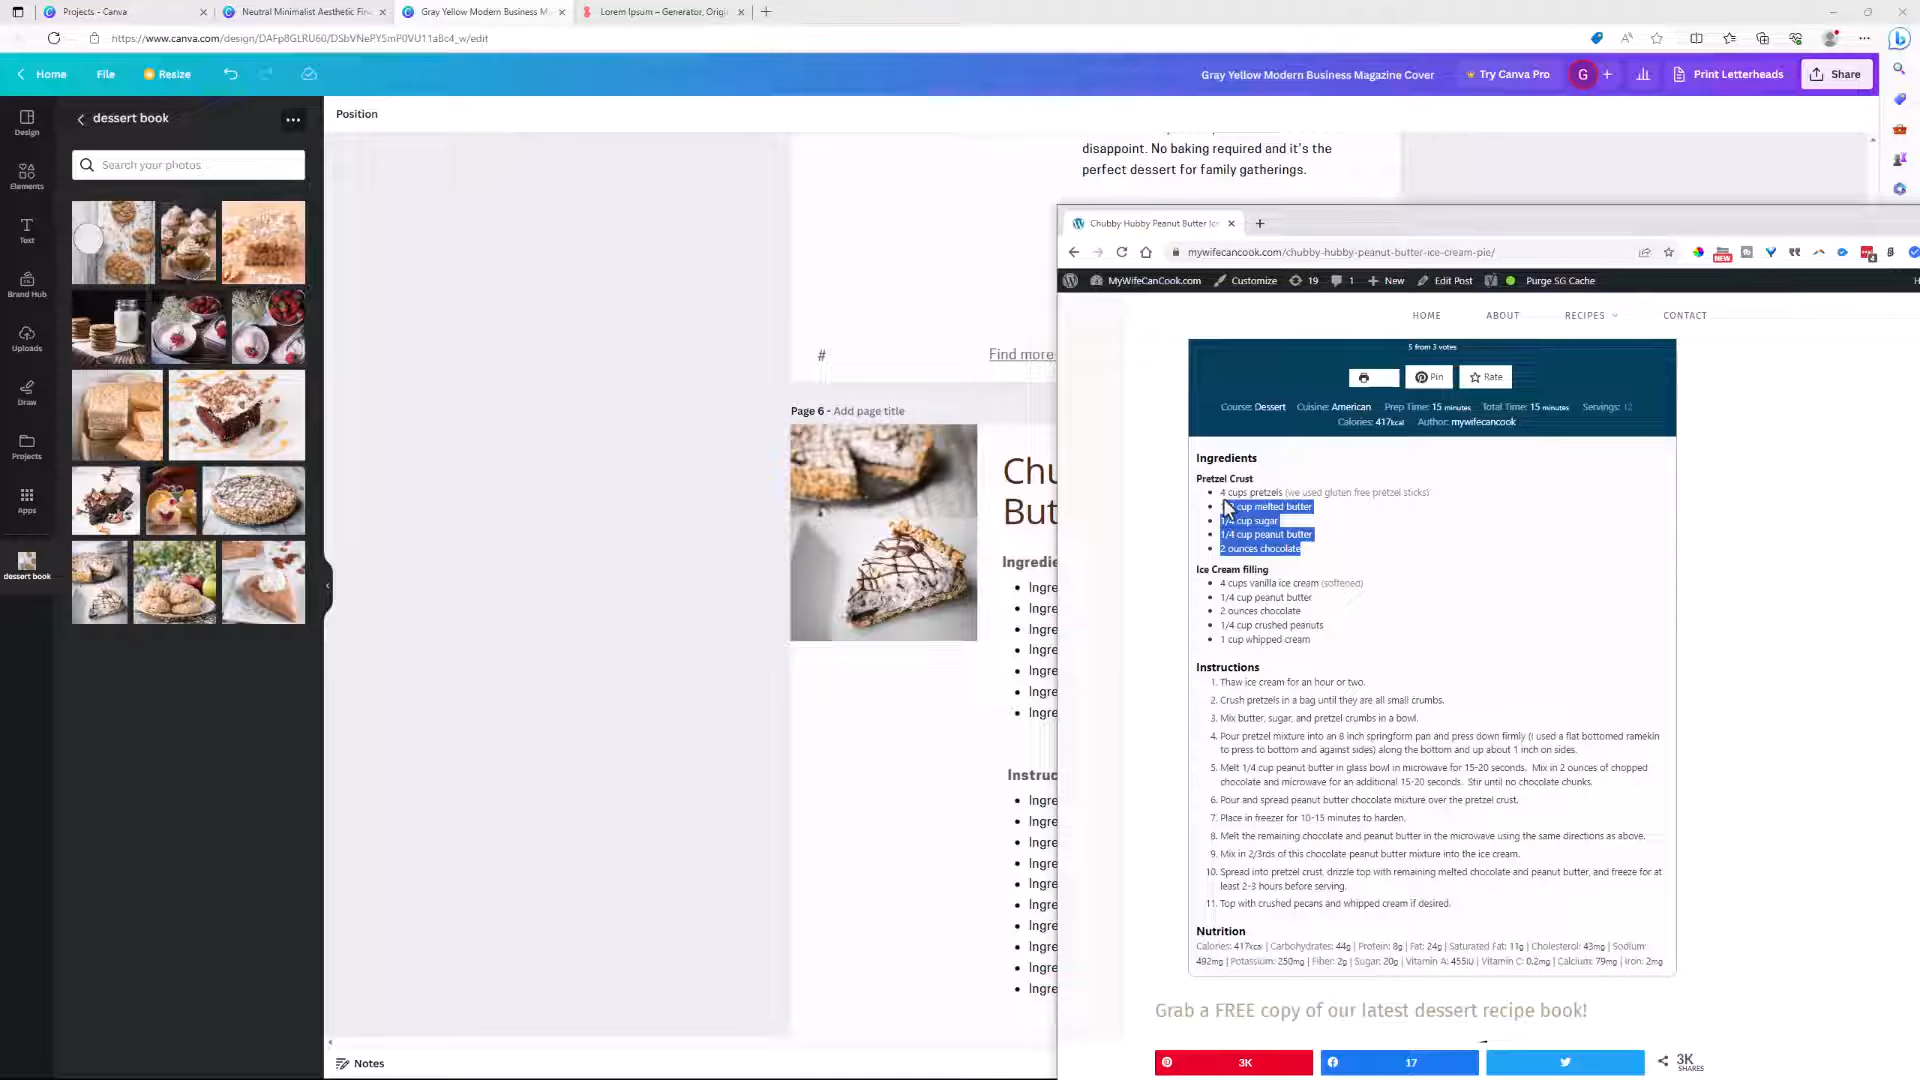 Projects - Canva
Neutral Minimalist Aesthetic Fin
Gray Yellow Modern Business M
Lorem Ipsum – Generator, Origi
https://www.canva.com/design/DAFp8GLRU60/DSbVNePYSmP0VU11aBc4_w/edit
Home
File
Resize
Gray Yellow Modern Business Magazine Cover
Try Canva Pro
G
Print Letterheads
Share
Design
Elements
Text
Brand Hub
Uploads
Draw
Projects
Apps
dessert book
dessert book
Search your photos
Position
disappoint. No baking required and it's the
perfect dessert for family gatherings.
#
Find more
Page 6 - Add page title
Chu
But
Ingredie
Ingre
Ingre
Ingre
Ingre
Ingre
Ingre
Ingre
Instruc
Ingre
Ingre
Ingre
Ingre
Ingre
Ingre
Ingre
Ingre
Ingre
Ingre
Notes
Chubby Hubby Peanut Butter Ice
mywifecancook.com/chubby-hubby-peanut-butter-ice-cream-pie/
NEW
MyWifeCanCook.com
Customize
19
1
New
Edit Post
Purge SG Cache
H
HOME
ABOUT
RECIPES
CONTACT
5 from 3 votes
Pin
Rate
Course: Dessert Cuisine: American Prep Time: 15 minutes Total Time: 15 minutes Servings: 12
Calories: 417kcal Author: mywifecancook
Ingredients
Pretzel Crust
4 cups pretzels (we used gluten free pretzel sticks)
cup melted butter
1/4 cup sugar
1/4 cup peanut butter
2 ounces chocolate
Ice Cream filling
4 cups vanilla ice cream (softened)
1/4 cup peanut butter
2 ounces chocolate
1/4 cup crushed peanuts
1 cup whipped cream
Instructions
1. Thaw ice cream for an hour or two.
2. Crush pretzels in a bag until they are all small crumbs.
3. Mix butter, sugar, and pretzel crumbs in a bowl.
4. Pour pretzel mixture into an 8 inch springform pan and press down firmly (i used a flat bottomed ramekin
to press to bottom and against sides) along the bottom and up about 1 inch on sides.
5. Melt 1/4 cup peanut butter in glass bowl in microwave for 15-20 seconds. Mix in 2 ounces of chopped
chocolate and microwave for an additional 15-20 seconds. Stir until no chocolate chunks.
6. Pour and spread peanut butter chocolate mixture over the pretzel crust.
7. Place in freezer for 10-15 minutes to harden.
8. Melt the remaining chocolate and peanut butter in the microwave using the same directions as above.
9. Mix in 2/3rds of this chocolate peanut butter mixture into the ice cream.
10. Spread into pretzel crust, drizzle top with remaining melted chocolate and peanut butter, and freeze for at
least 2-3 hours before serving.
11. Top with crushed pecans and whipped cream if desired.
Nutrition
Calories: 417kcal | Carbohydrates: 44g | Protein: 8g | Fat: 24g | Saturated Fat: 11g | Cholesterol: 43mg | Sodium:
492mg | Potassium: 250mg | Fiber: 2g | Sugar: 20g | Vitamin A: 455IU | Vitamin C: 0.2mg | Calcium: 79mg | Iron: 2mg
Grab a FREE copy of our latest dessert recipe book!
3K
17
3K
SHARES